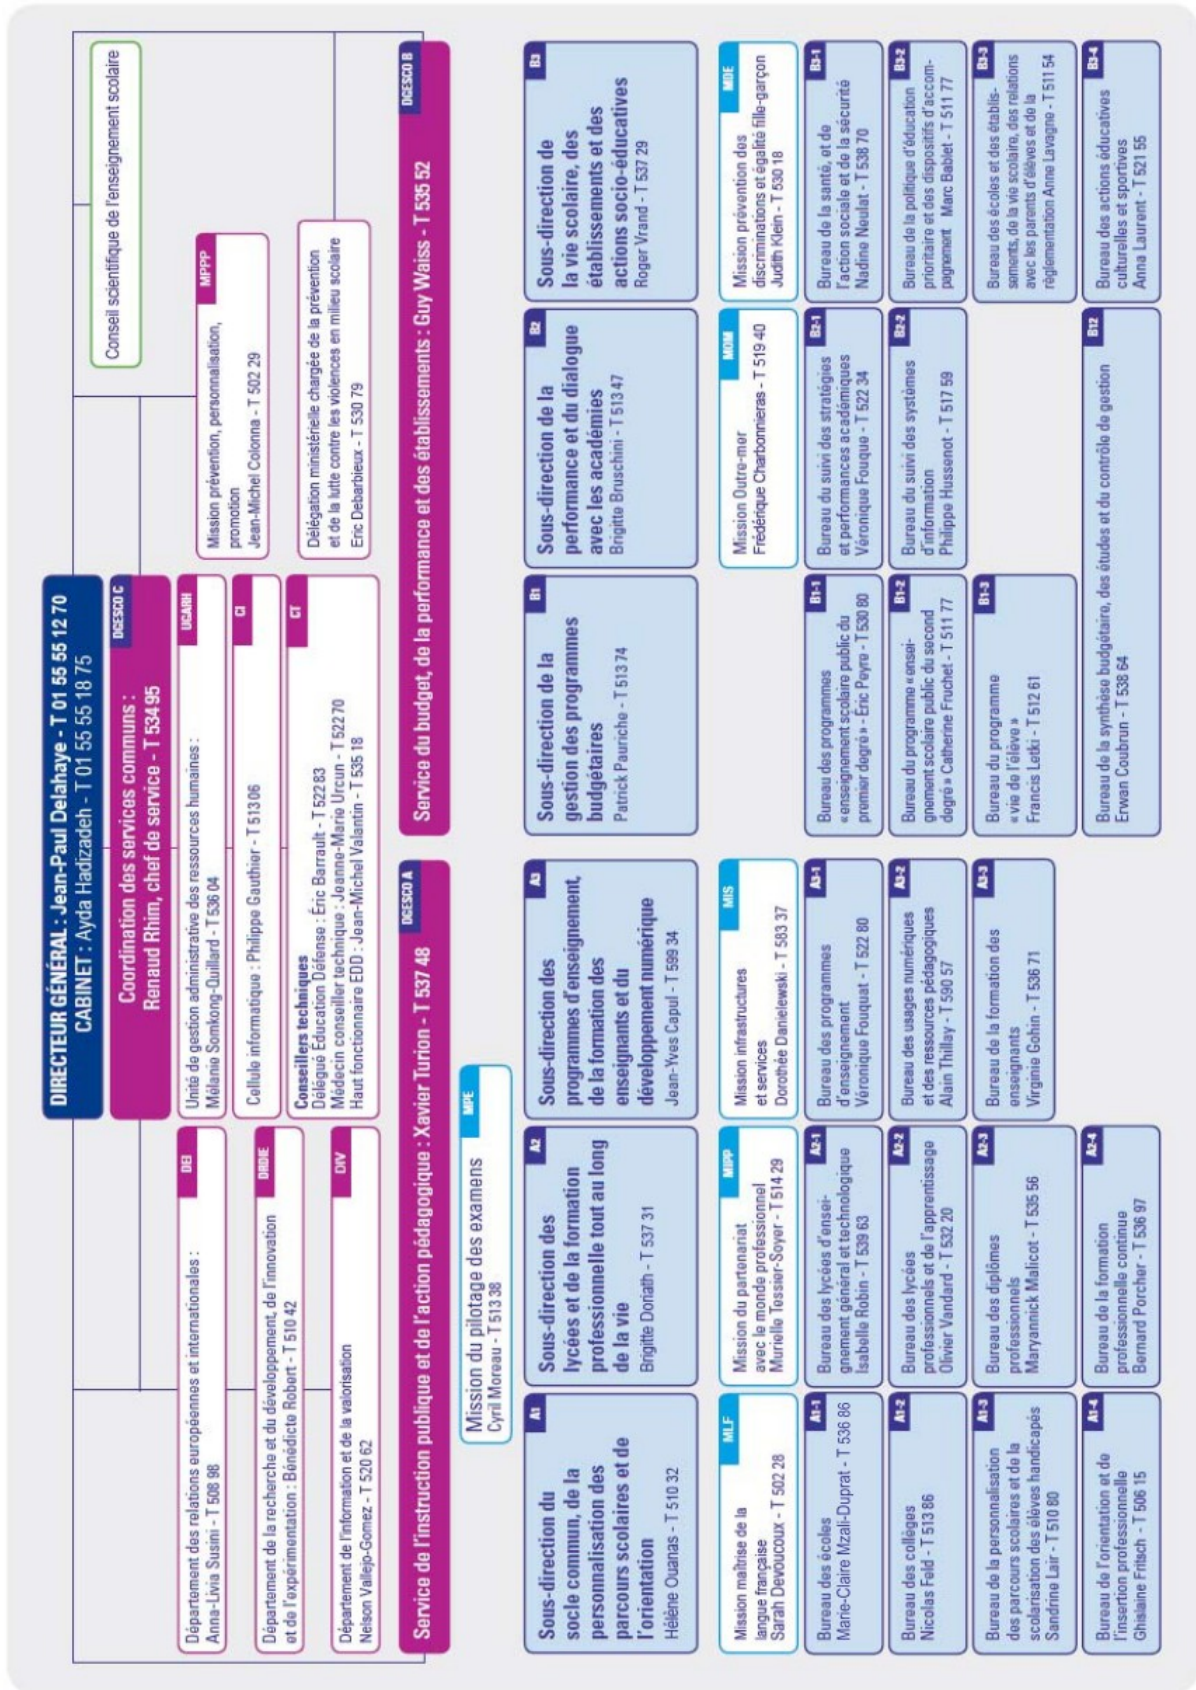 DIRECTEUR GÉNÉRAL : Jean-Paul Delahaye - T 01 55 55 12 70
CABINET : Ayda Hadizadeh - T 01 55 55 18 75
Conseil scientifique de l'enseignement scolaire
DGESCO C
Coordination des services communs :
Renaud Rhim, chef de service - T 534 95
DEI
Département des relations européennes et internationales :
Anna-Livia Susini - T 508 98
DRDIE
Département de la recherche et du développement, de l'innovation
et de l'expérimentation : Bénédicte Robert - T 510 42
DIV
Département de l'information et de la valorisation
Nelson Vallejo-Gomez - T 520 62
UGARH
Unité de gestion administrative des ressources humaines :
Mélanie Somkong-Quillard - T 536 04
CI
Cellule informatique : Philippe Gauthier - T 513 06
CT
Conseillers techniques
Délégué Éducation Défense : Éric Barrault - T 522 83
Médecin conseiller technique : Jeanne-Marie Urcun - T 522 70
Haut fonctionnaire EDD : Jean-Michel Valantin - T 535 18
MPPP
Mission prévention, personnalisation,
promotion
Jean-Michel Colonna - T 502 29
Délégation ministérielle chargée de la prévention
et de la lutte contre les violences en milieu scolaire
Eric Debarbieux - T 530 79
DGESCO A
Service de l'instruction publique et de l'action pédagogique : Xavier Turion - T 537 48
DGESCO B
Service du budget, de la performance et des établissements : Guy Waiss - T 535 52
MPE
Mission du pilotage des examens
Cyril Moreau - T 513 38
A1
Sous-direction du
socle commun, de la
personnalisation des
parcours scolaires et de
l'orientation
Hélène Ouanas - T 510 32
A2
Sous-direction des
lycées et de la formation
professionnelle tout au long
de la vie
Brigitte Doriath - T 537 31
A3
Sous-direction des
programmes d'enseignement,
de la formation des
enseignants et du
développement numérique
Jean-Yves Capul - T 599 34
B1
Sous-direction de la
gestion des programmes
budgétaires
Patrick Pauriche - T 513 74
B2
Sous-direction de la
performance et du dialogue
avec les académies
Brigitte Bruschini - T 513 47
B3
Sous-direction de
la vie scolaire, des
établissements et des
actions socio-éducatives
Roger Vrand - T 537 29
MLF
Mission maîtrise de la
langue française
Sarah Devoucoux - T 502 28
MIPP
Mission du partenariat
avec le monde professionnel
Murielle Tessier-Soyer - T 514 29
MIS
Mission infrastructures
et services
Dorothée Danielewski - T 583 37
MOM
Mission Outre-mer
Frédérique Charbonnieras - T 519 40
MDE
Mission prévention des
discriminations et égalité fille-garçon
Judith Klein - T 530 18
A1-1
Bureau des écoles
Marie-Claire Mzali-Duprat - T 536 86
A2-1
Bureau des lycées d'ensei-
gnement général et technologique
Isabelle Robin - T 539 63
A3-1
Bureau des programmes
d'enseignement
Véronique Fouquat - T 522 80
B1-1
Bureau des programmes
« enseignement scolaire public du
premier degré » - Éric Peyre - T 530 80
B2-1
Bureau du suivi des stratégies
et performances académiques
Véronique Fouque - T 522 34
B3-1
Bureau de la santé, et de
l'action sociale et de la sécurité
Nadine Neulat - T 538 70
A1-2
Bureau des collèges
Nicolas Feld - T 513 86
A2-2
Bureau des lycées
professionnels et de l'apprentissage
Olivier Vandard - T 532 20
A3-2
Bureau des usages numériques
et des ressources pédagogiques
Alain Thillay - T 590 57
B1-2
Bureau du programme « ensei-
gnement scolaire public du second
degré » Catherine Fruchet - T 511 77
B2-2
Bureau du suivi des systèmes
d'information
Philippe Hussenot - T 517 59
B3-2
Bureau de la politique d'éducation
prioritaire et des dispositifs d'accom-
pagnement Marc Bablet - T 511 77
A1-3
Bureau de la personnalisation
des parcours scolaires et de la
scolarisation des élèves handicapés
Sandrine Lair - T 510 80
A2-3
Bureau des diplômes
professionnels
Maryannick Malicot - T 535 56
A3-3
Bureau de la formation des
enseignants
Virginie Gohin - T 536 71
B1-3
Bureau du programme
« vie de l'élève »
Francis Letki - T 512 61
B3-3
Bureau des écoles et des établis-
sements, de la vie scolaire, des relations
avec les parents d'élèves et de la
règlementation Anne Lavagne - T 511 54
A1-4
Bureau de l'orientation et de
l'insertion professionnelle
Ghislaine Fritsch - T 506 15
A2-4
Bureau de la formation
professionnelle continue
Bernard Porcher - T 536 97
B12
Bureau de la synthèse budgétaire, des études et du contrôle de gestion
Erwan Coubrun - T 538 64
B3-4
Bureau des actions éducatives
culturelles et sportives
Anna Laurent - T 521 55